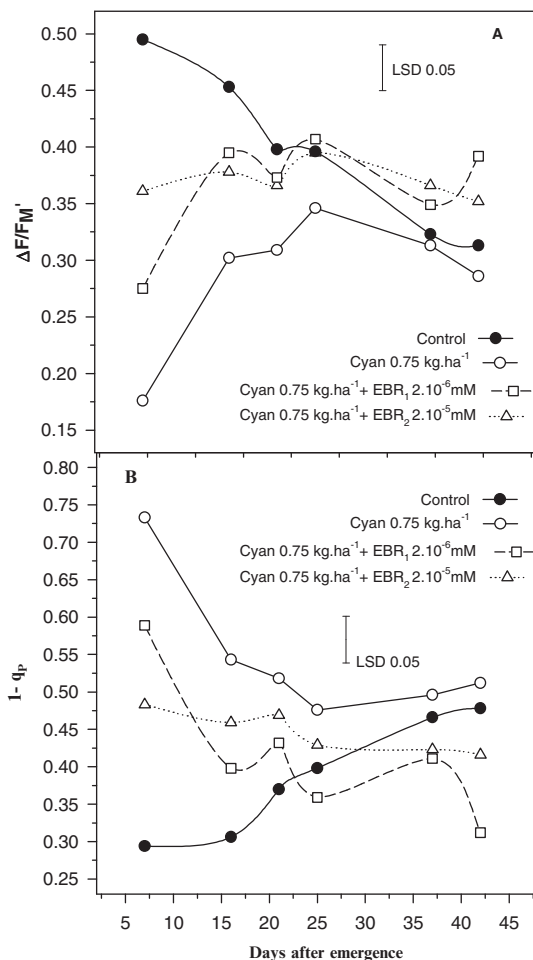 A
0.50
0.45
0.40
0.35
0.30
0.25
0.20
0.15
ΔF/FM'
LSD 0.05
Control
Cyan 0.75 kg.ha-1
Cyan 0.75 kg.ha-1+ EBR1 2.10-6mM
Cyan 0.75 kg.ha-1+ EBR2 2.10-5mM
B
0.80
0.75
0.70
0.65
0.60
0.55
0.50
0.45
0.40
0.35
0.30
0.25
1- qP
Control
Cyan 0.75 kg.ha-1
Cyan 0.75 kg.ha-1+ EBR1 2.10-6mM
Cyan 0.75 kg.ha-1+ EBR2 2.10-5mM
LSD 0.05
5 10 15 20 25 30 35 40 45
Days after emergence